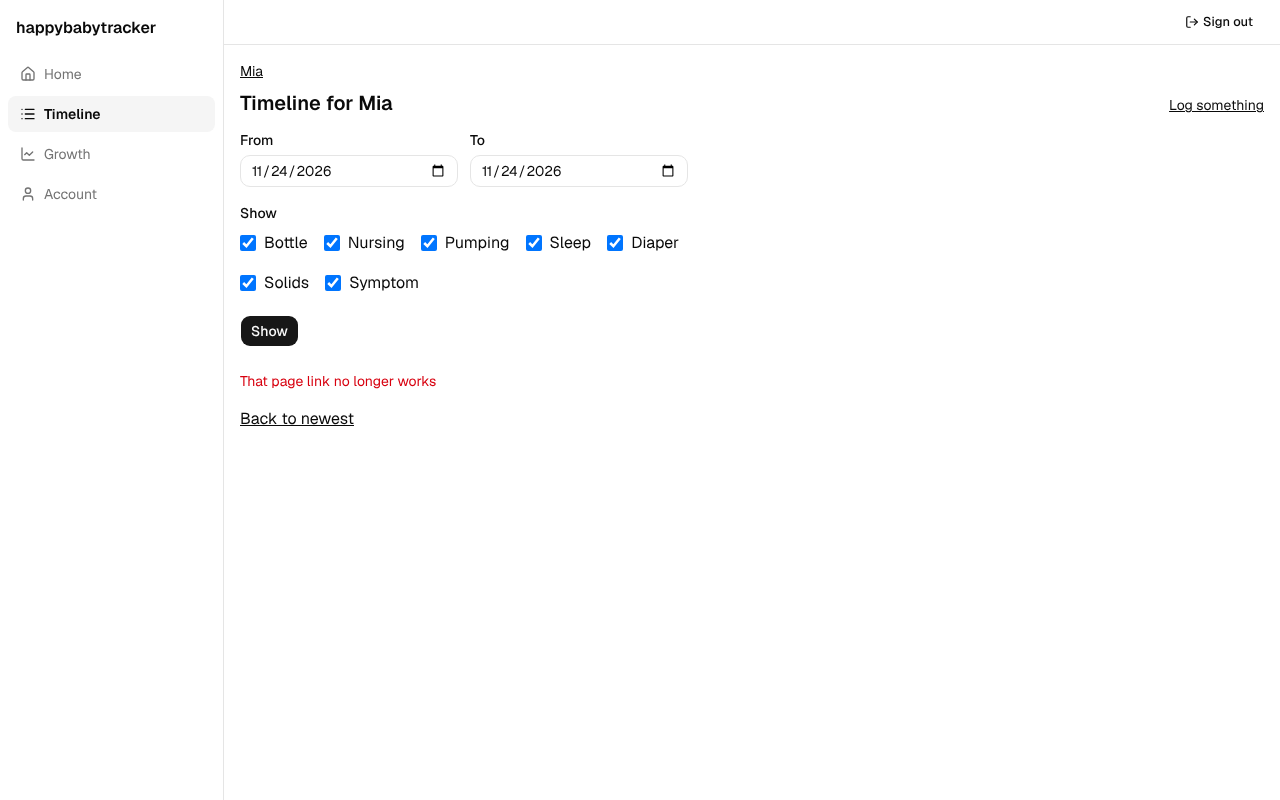 happybabytracker
Sign out
Home
Timeline
Growth
Account
Mia
Timeline for Mia
Log something
From
To
11/24/2026
11/24/2026
Show
Bottle
Nursing
Pumping
Sleep
Diaper
Solids
Symptom
Show
That page link no longer works
Back to newest